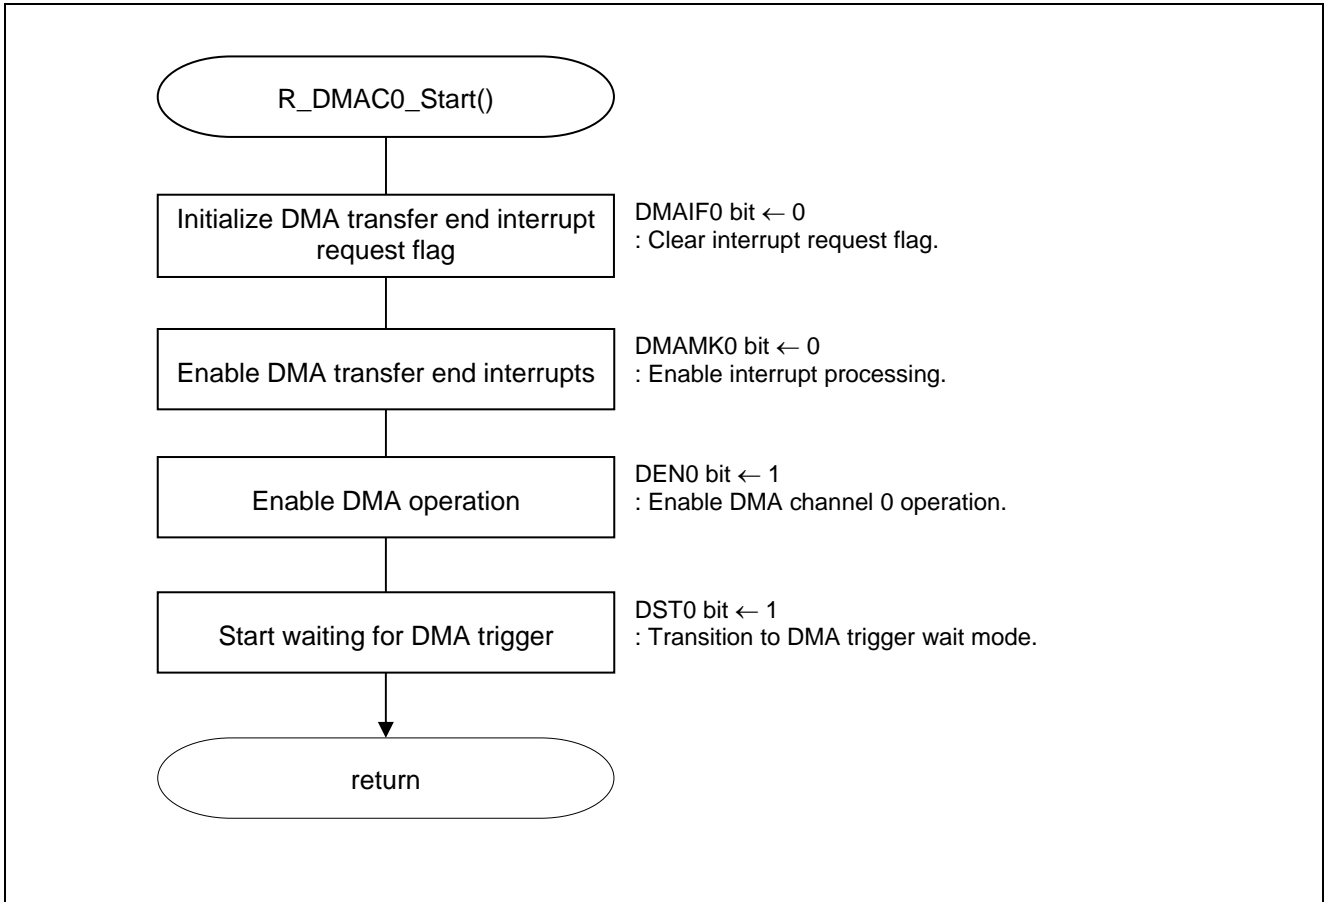 R_DMAC0_Start()
Initialize DMA transfer end interrupt
request flag
DMAIF0 bit ← 0
: Clear interrupt request flag.
Enable DMA transfer end interrupts
DMAMK0 bit ← 0
: Enable interrupt processing.
Enable DMA operation
DEN0 bit ← 1
: Enable DMA channel 0 operation.
Start waiting for DMA trigger
DST0 bit ← 1
: Transition to DMA trigger wait mode.
return